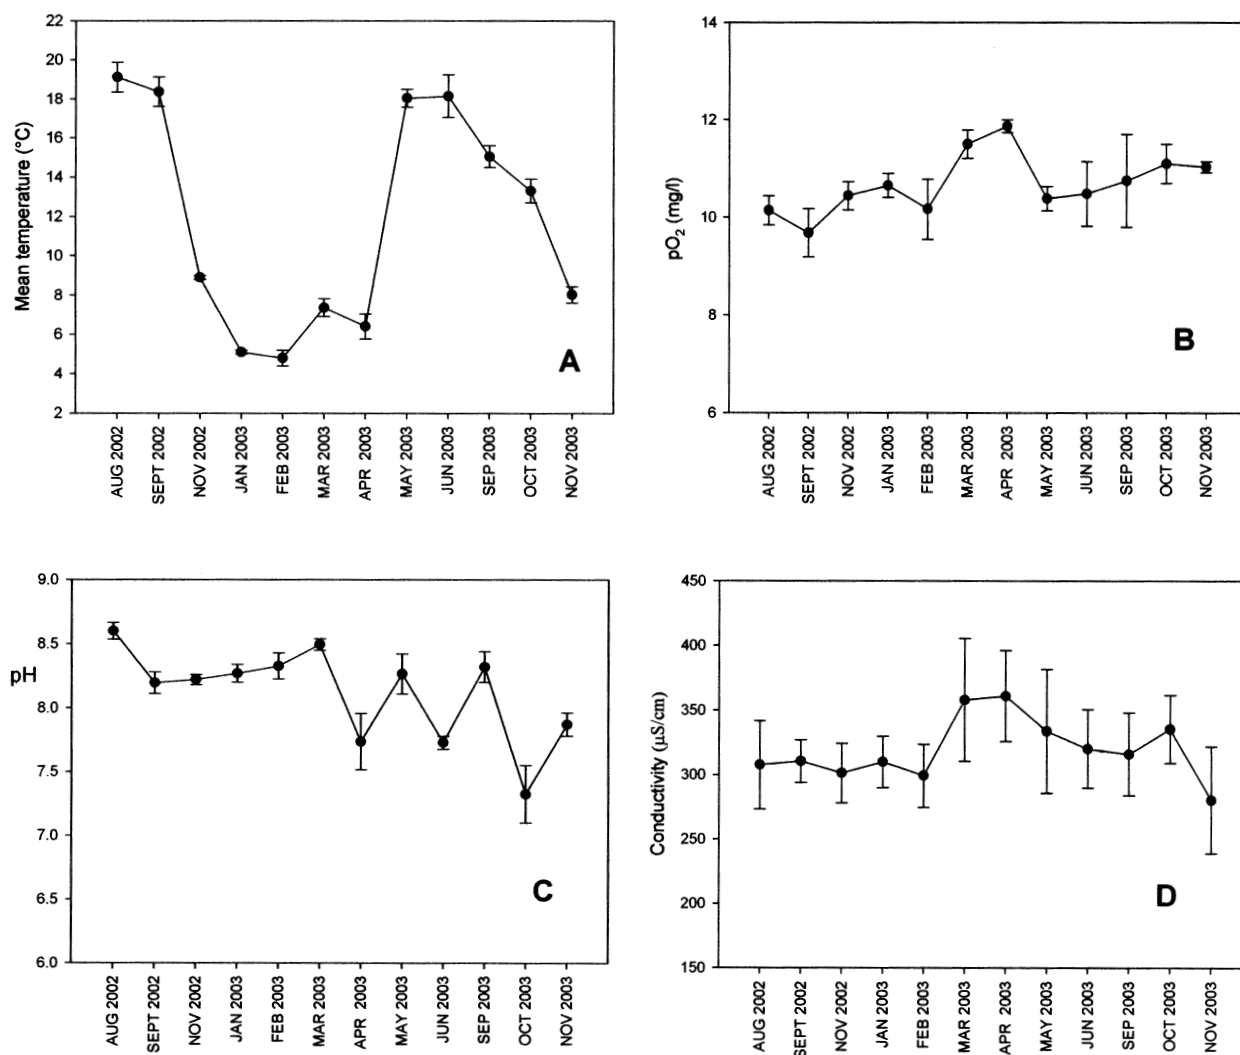 22
20
18
16
14
12
10
8
6
4
2
Mean temperature (°C)
A
AUG 2002
SEPT 2002
NOV 2002
JAN 2003
FEB 2003
MAR 2003
APR 2003
MAY 2003
JUN 2003
SEP 2003
OCT 2003
NOV 2003
14
12
10
8
6
pO2 (mg/l)
B
AUG 2002
SEPT 2002
NOV 2002
JAN 2003
FEB 2003
MAR 2003
APR 2003
MAY 2003
JUN 2003
SEP 2003
OCT 2003
NOV 2003
9.0
8.5
8.0
7.5
7.0
6.5
6.0
pH
C
AUG 2002
SEPT 2002
NOV 2002
JAN 2003
FEB 2003
MAR 2003
APR 2003
MAY 2003
JUN 2003
SEP 2003
OCT 2003
NOV 2003
450
400
350
300
250
200
150
Conductivity (µS/cm)
D
AUG 2002
SEPT 2002
NOV 2002
JAN 2003
FEB 2003
MAR 2003
APR 2003
MAY 2003
JUN 2003
SEP 2003
OCT 2003
NOV 2003